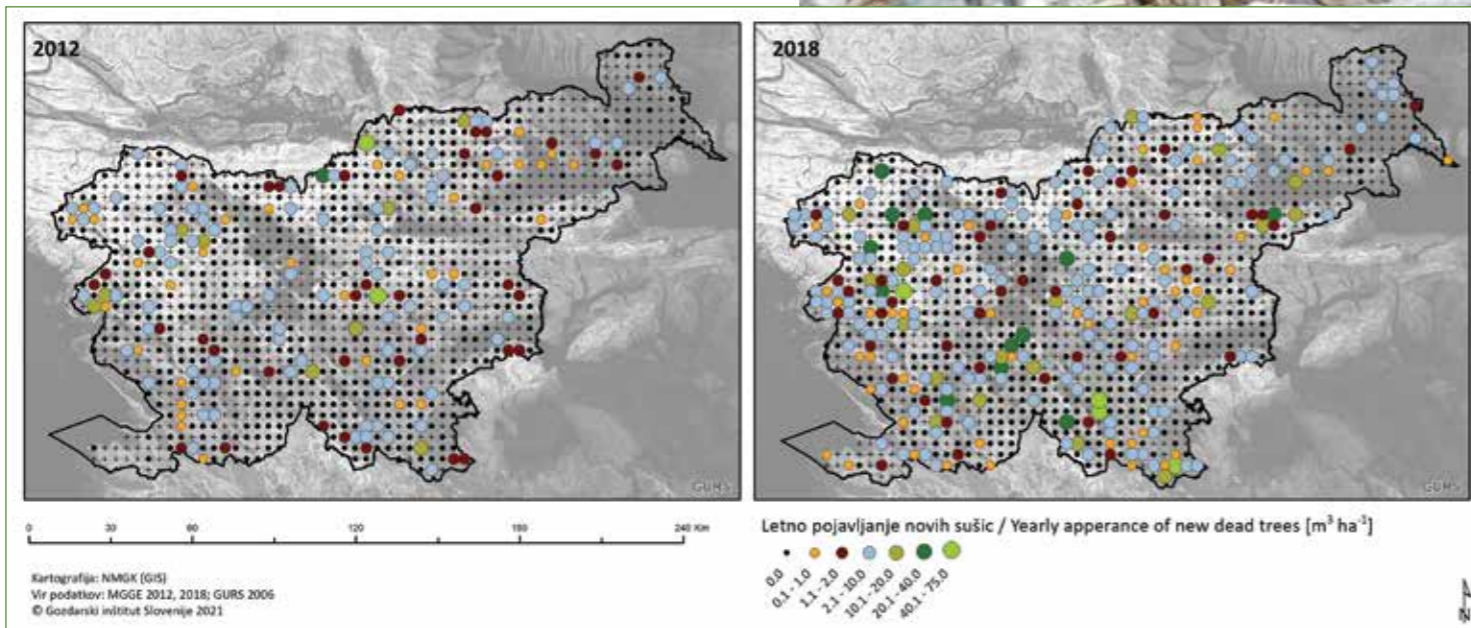 2012
2018
GURS
GURS
0 30 60 120 180 240 Km
Letno pojavljanje novih sušic / Yearly apperance of new dead trees [m³ ha⁻¹]
0.0
0.1 - 1.0
1.1 - 2.0
2.1 - 10.0
10.1 - 20.0
20.1 - 40.0
40.1 - 75.0
Kartografija: NMGK (GIS)
Vir podatkov: MGGE 2012, 2018; GURS 2006
© Gozdarski inštitut Slovenije 2021
N